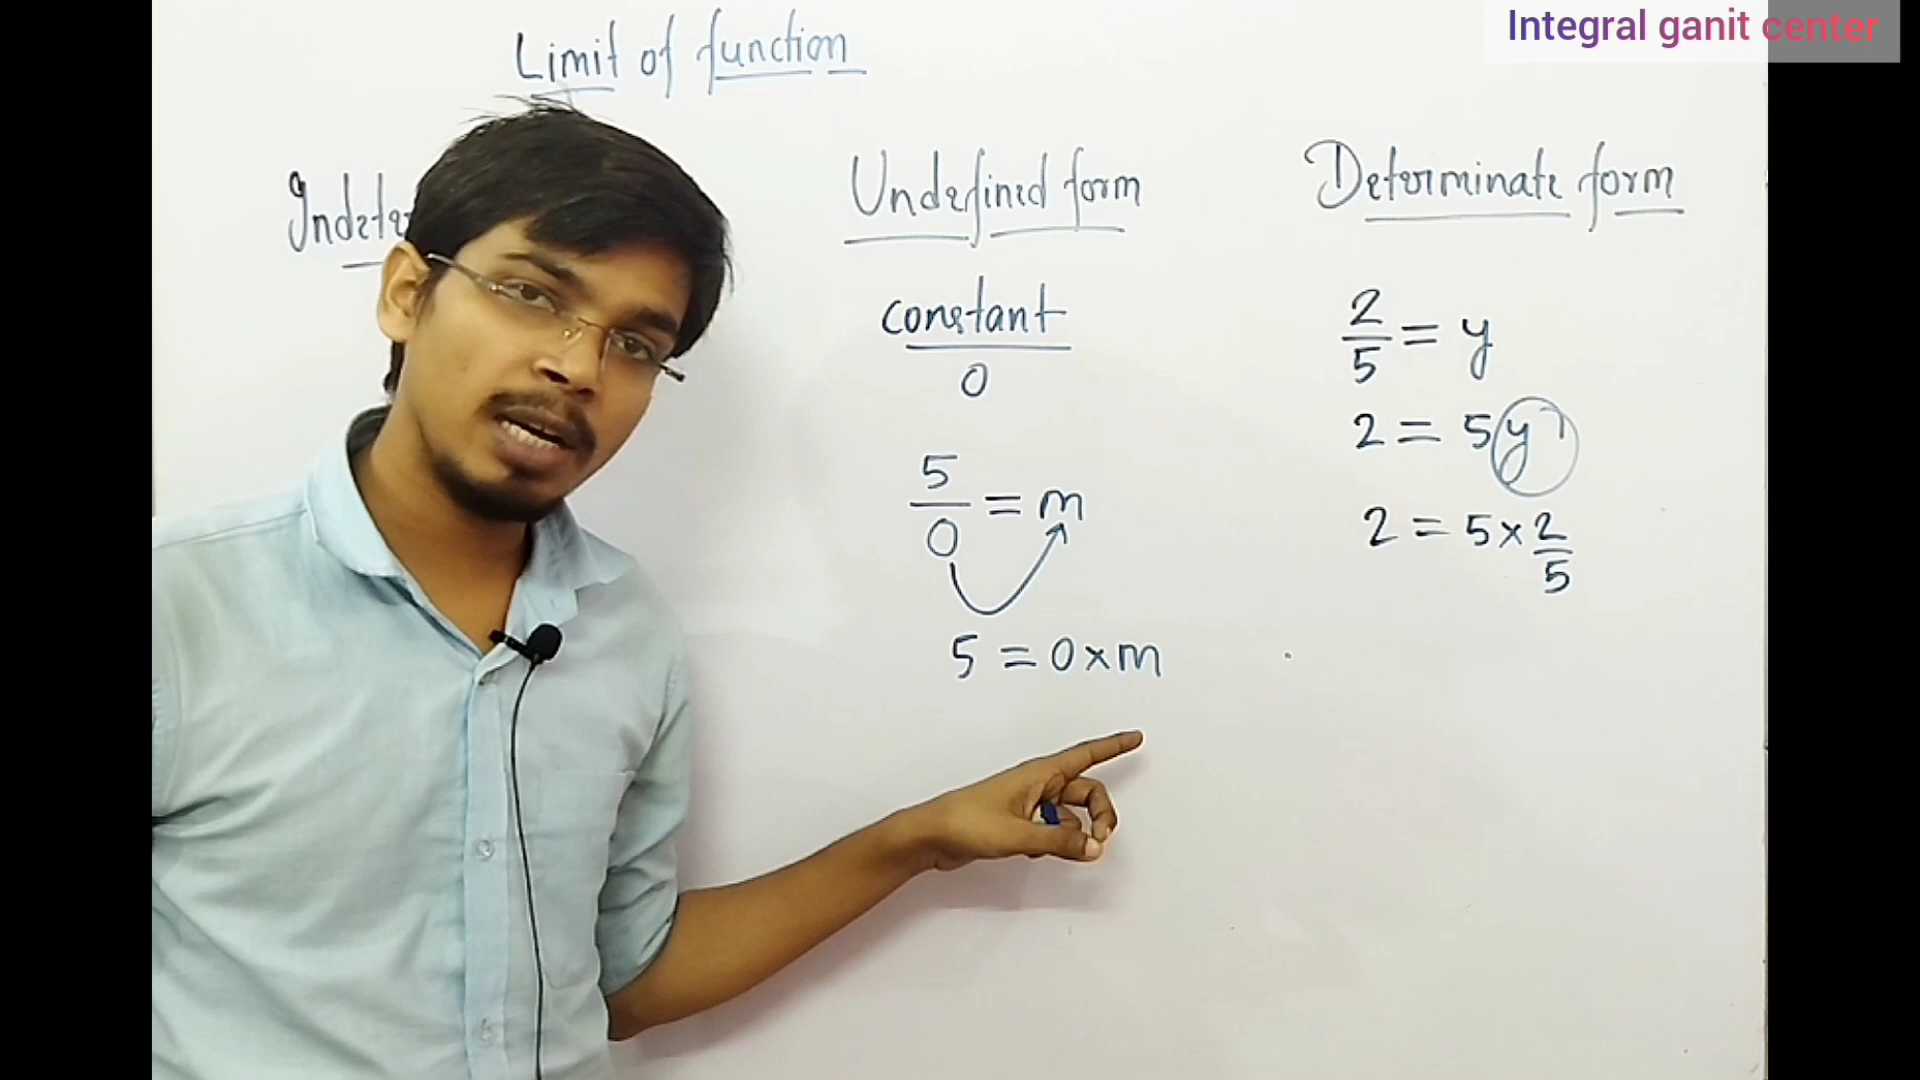 Integral ganit center
Limit of function
Undefined form
constant
0
5
0 = m
5 = 0 × m
Determinate form
2
5 = y
2 = 5y
2 = 5 × 2
5